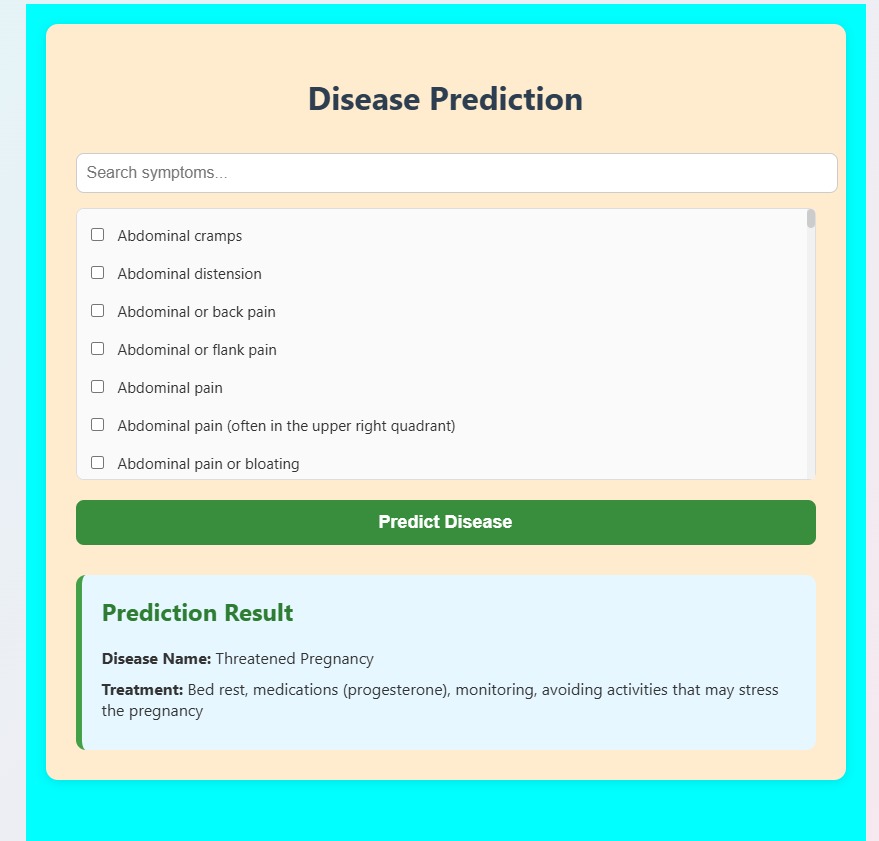 Disease Prediction
Search symptoms...
Abdominal cramps
Abdominal distension
Abdominal or back pain
Abdominal or flank pain
Abdominal pain
Abdominal pain (often in the upper right quadrant)
Abdominal pain or bloating
Predict Disease
Prediction Result
Disease Name: Threatened Pregnancy
Treatment: Bed rest, medications (progesterone), monitoring, avoiding activities that may stress
the pregnancy